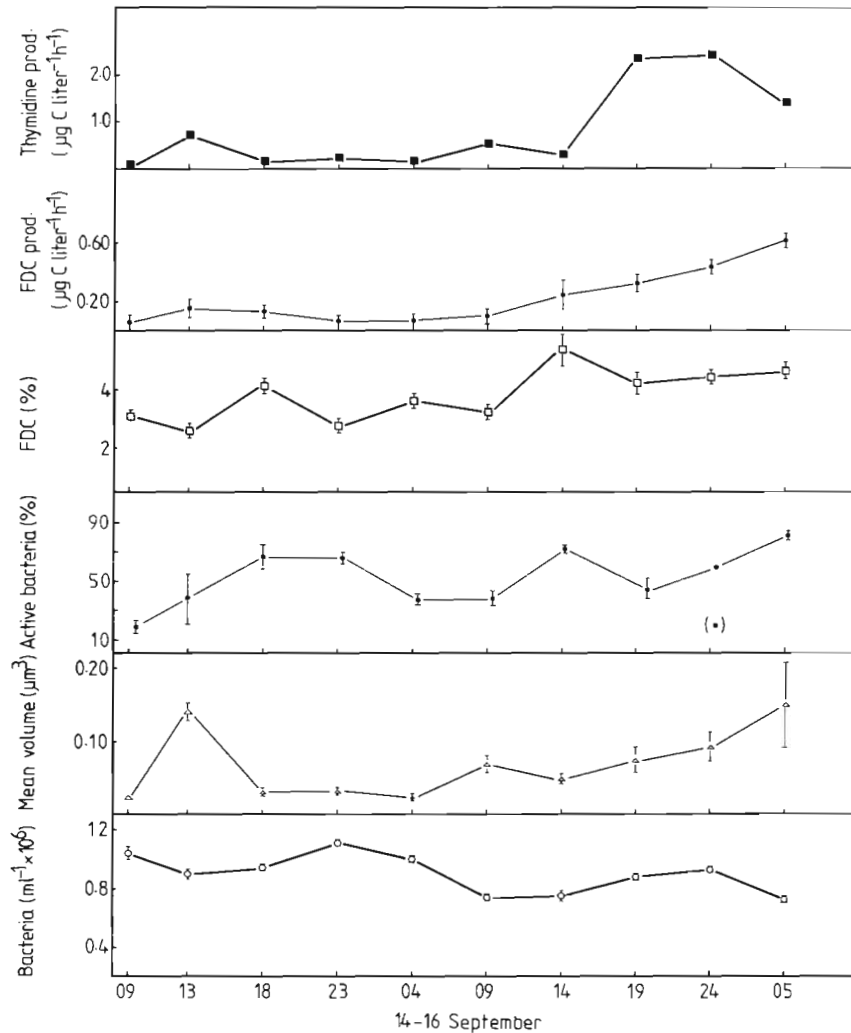 Thymidine prod.
(µg C liter⁻¹h⁻¹)
2.0
1.0
FDC prod.
(µg C liter⁻¹h⁻¹)
0.60
0.20
FDC (%)
4
2
Active bacteria (%)
90
50
10
(•)
Mean volume (µm³)
0.20
0.10
Bacteria (ml⁻¹×10⁶)
1.2
0.8
0.4
09 13 18 23 04 09 14 19 24 05
14-16 September